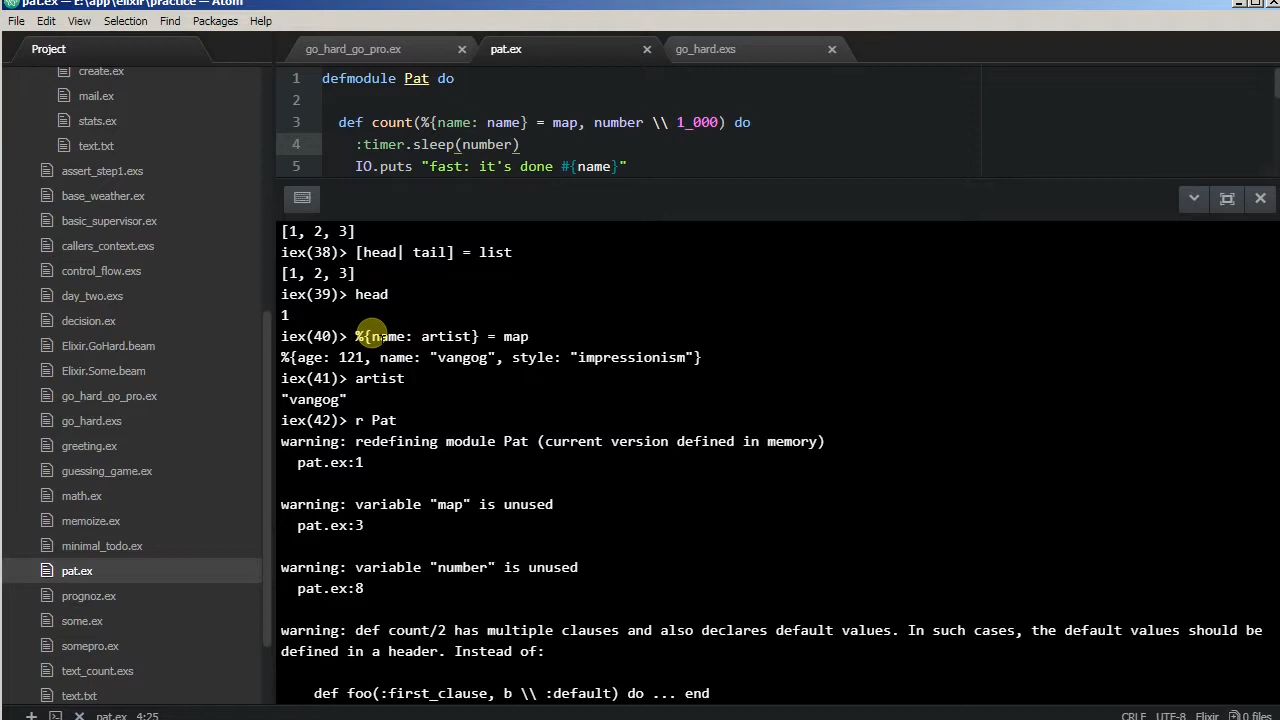 pat.ex — E:\app\elixir\practice — Atom
File Edit View Selection Find Packages Help
Project
go_hard_go_pro.ex pat.ex go_hard.exs
create.ex
mail.ex
stats.ex
text.txt
assert_step1.exs
base_weather.ex
basic_supervisor.ex
callers_context.ex
control_flow.exs
day_two.exs
decision.ex
Elixir.GoHard.beam
Elixir.Some.beam
go_hard_go_pro.ex
go_hard.exs
greeting.ex
guessing_game.ex
math.ex
memoize.ex
minimal_todo.ex
pat.ex
prognoz.ex
some.ex
somepro.ex
text_count.exs
text.txt
1 defmodule Pat do
2
3 def count(%{name: name} = map, number \\ 1_000) do
4 :timer.sleep(number)
5 IO.puts "fast: it's done #{name}"
[1, 2, 3]
iex(38)> [head| tail] = list
[1, 2, 3]
iex(39)> head
1
iex(40)> %{name: artist} = map
%{age: 121, name: "vangog", style: "impressionism"}
iex(41)> artist
"vangog"
iex(42)> r Pat
warning: redefining module Pat (current version defined in memory)
pat.ex:1
warning: variable "map" is unused
pat.ex:3
warning: variable "number" is unused
pat.ex:8
warning: def count/2 has multiple clauses and also declares default values. In such cases, the default values should be
defined in a header. Instead of:
def foo(:first_clause, b \\ :default) do ... end
pat.ex 4:25 CRLF UTF-8 Elixir 0 files